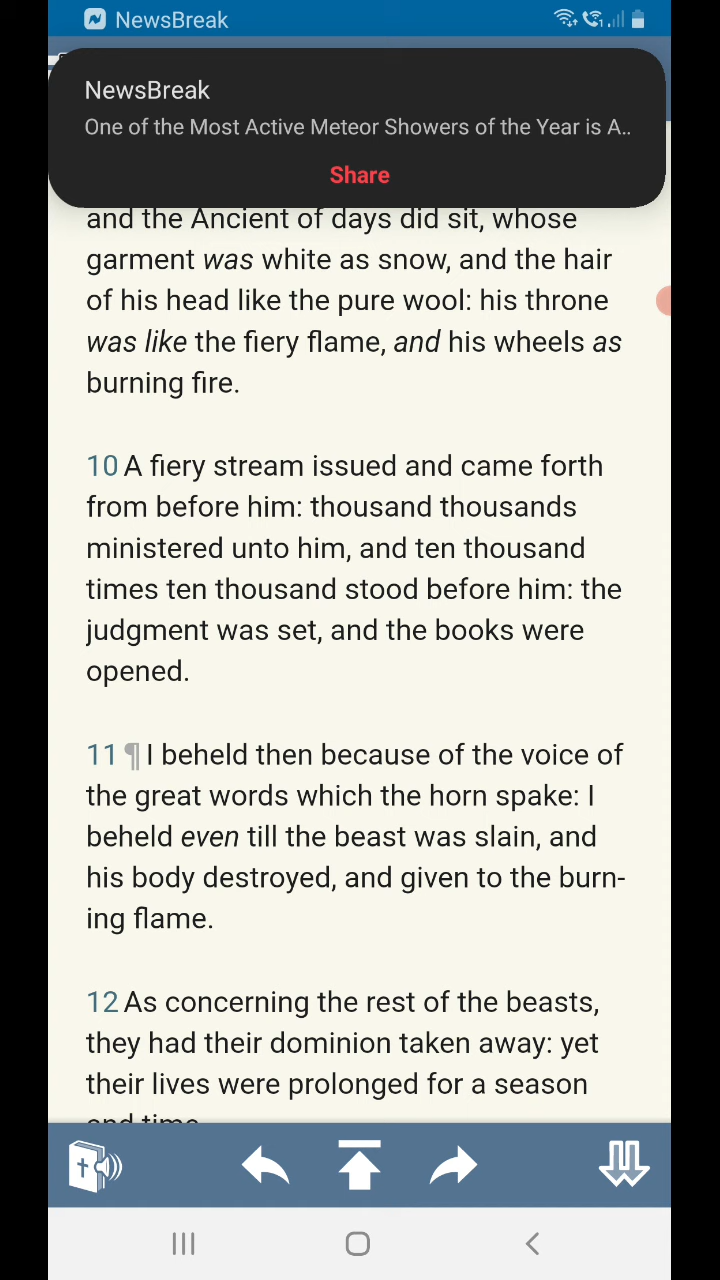 NewsBreak
NewsBreak
One of the Most Active Meteor Showers of the Year is A..
Share
and the Ancient of days did sit, whose
garment was white as snow, and the hair
of his head like the pure wool: his throne
was like the fiery flame, and his wheels as
burning fire.
10 A fiery stream issued and came forth
from before him: thousand thousands
ministered unto him, and ten thousand
times ten thousand stood before him: the
judgment was set, and the books were
opened.
11 ¶ I beheld then because of the voice of
the great words which the horn spake: I
beheld even till the beast was slain, and
his body destroyed, and given to the burn-
ing flame.
12 As concerning the rest of the beasts,
they had their dominion taken away: yet
their lives were prolonged for a season
and time.